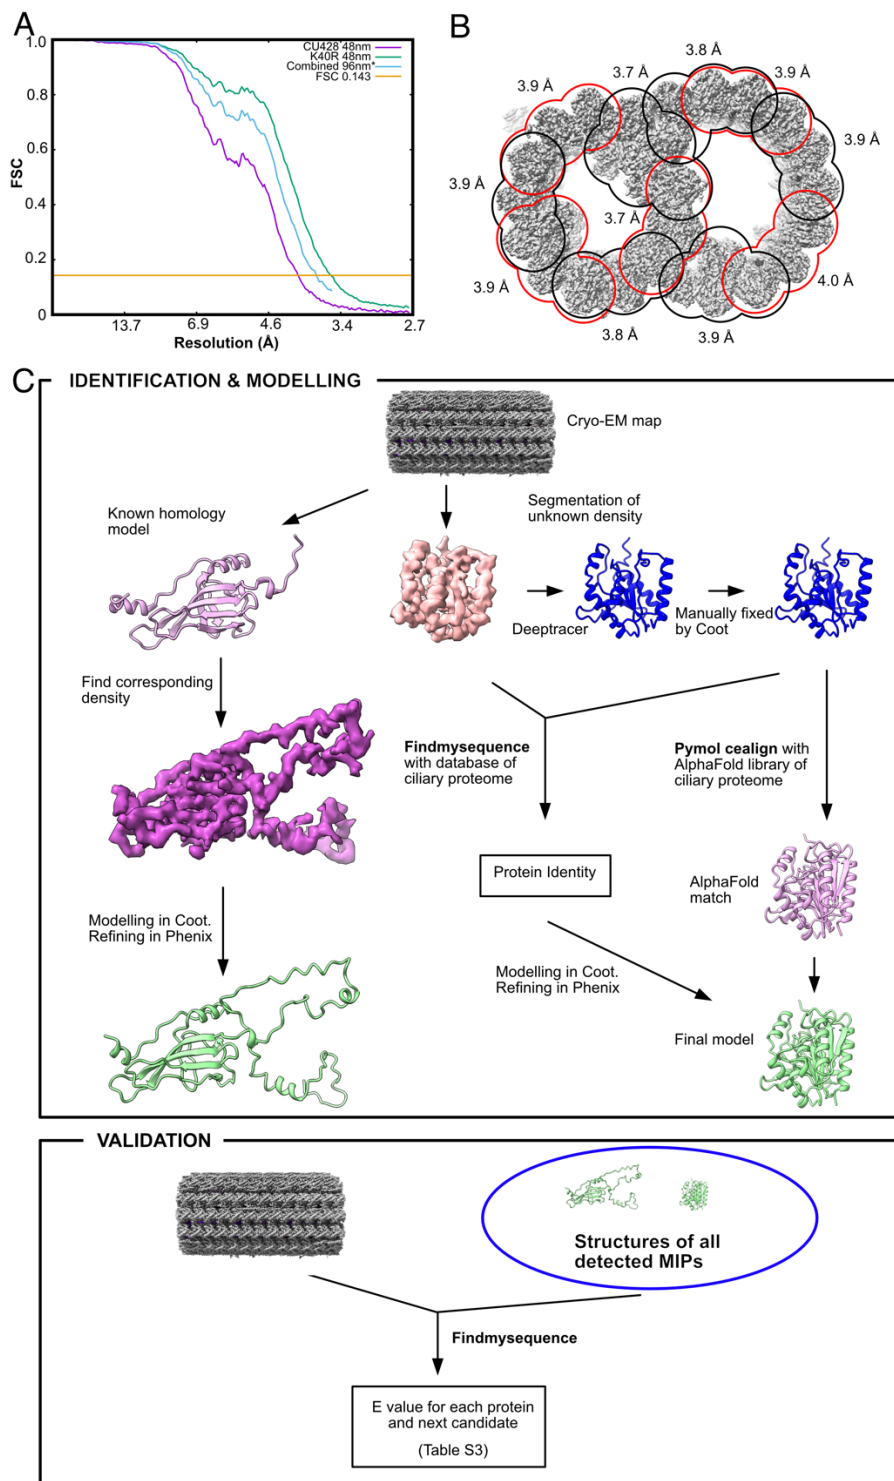 A
CU428 48nm
K40R 48nm
Combined 96nm*
FSC 0.143
1.0
0.8
0.6
0.4
0.2
0
FSC
13.7
6.9
4.6
3.4
2.7
Resolution (Å)
B
3.8 Å
3.7 Å
3.9 Å
3.9 Å
3.9 Å
3.9 Å
3.7 Å
3.9 Å
4.0 Å
3.8 Å
3.9 Å
C
IDENTIFICATION & MODELLING
Cryo-EM map
Known homology
model
Segmentation of
unknown density
Deeptracer
Manually fixed
by Coot
Find corresponding
density
Findmysequence
with database of
ciliary proteome
Pymol cealign with
AlphaFold library of
ciliary proteome
Protein Identity
AlphaFold
match
Modelling in Coot.
Refining in Phenix
Modelling in Coot.
Refining in Phenix
Final model
VALIDATION
Structures of all
detected MIPs
Findmysequence
E value for each protein
and next candidate
(Table S3)